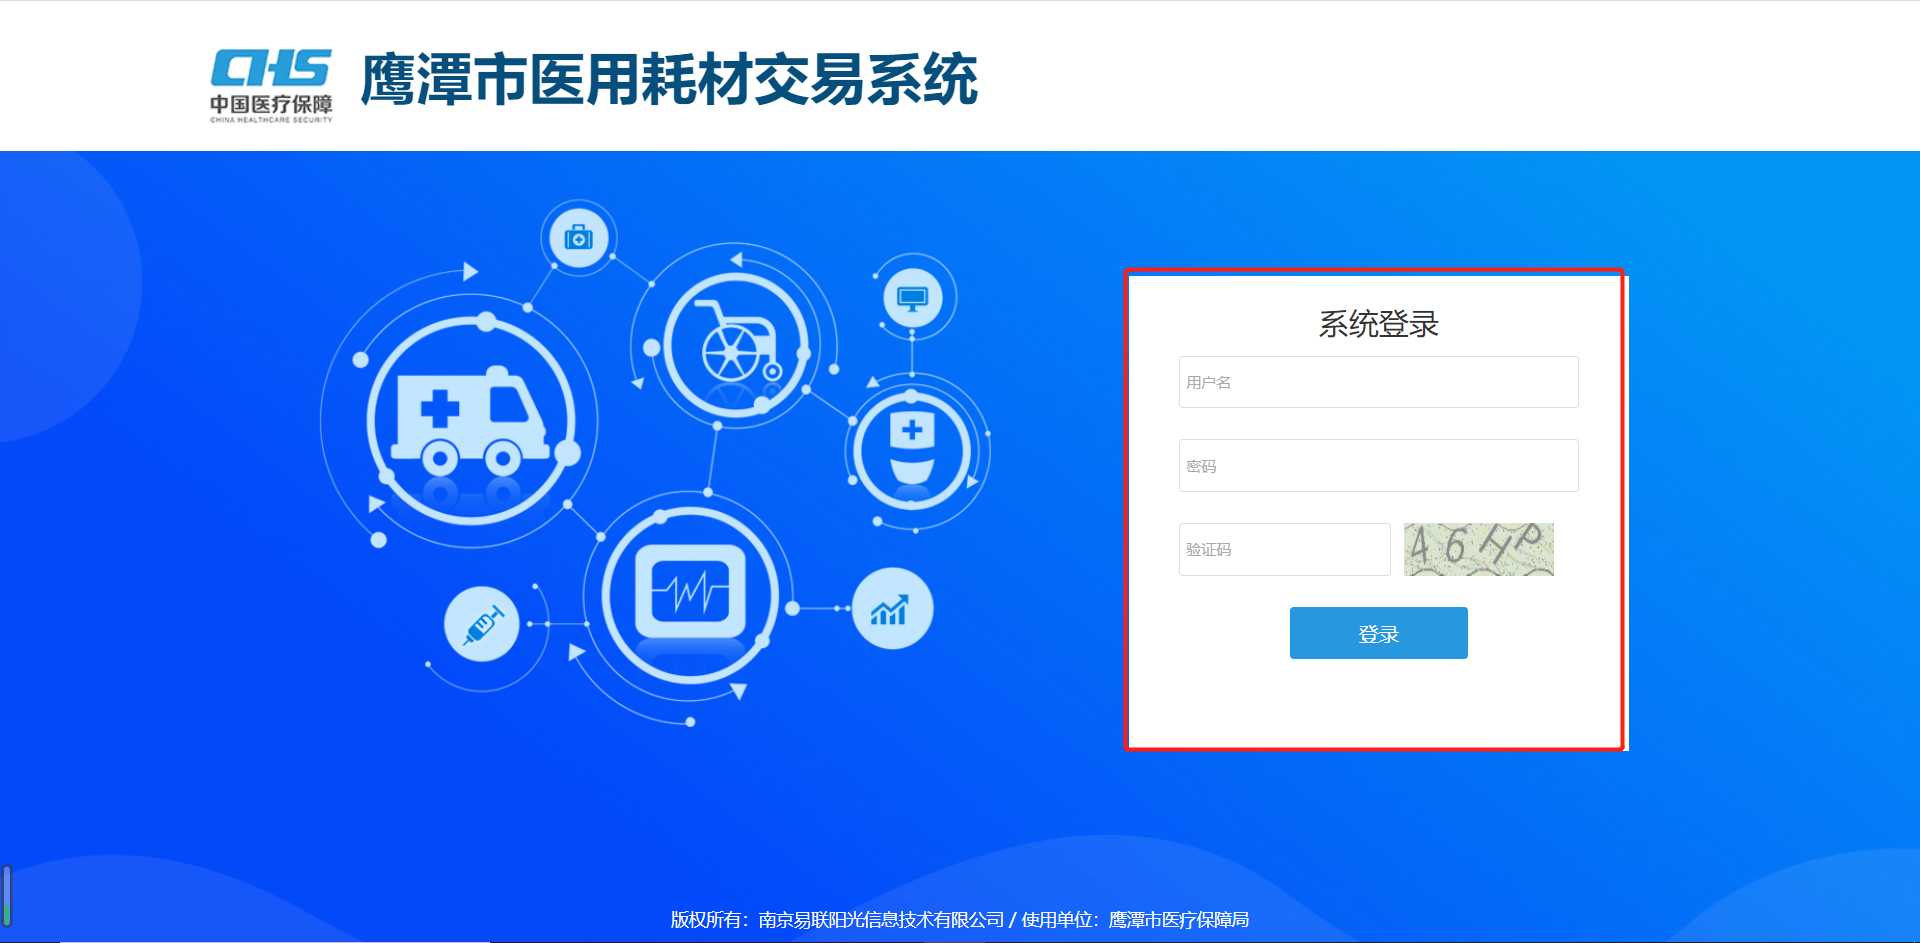 CHS
中国医疗保障
CHINA HEALTHCARE SECURITY
鹰潭市医用耗材交易系统
系统登录
用户名
密码
验证码
46HP
登录
版权所有：南京易联阳光信息技术有限公司 / 使用单位：鹰潭市医疗保障局